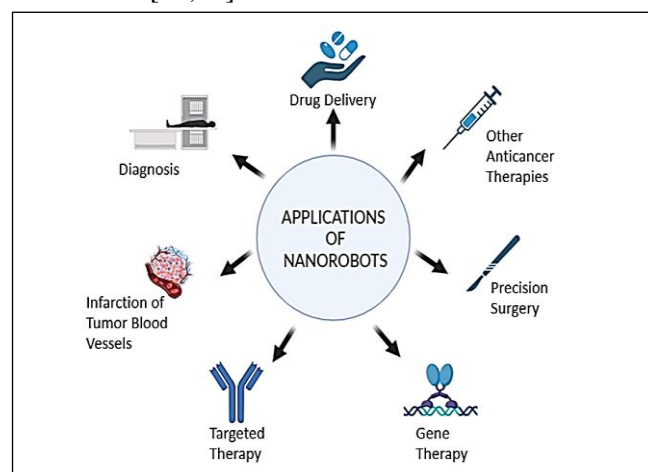 Drug Delivery
Other
Anticancer
Therapies
Diagnosis
APPLICATIONS
OF
NANOROBOTS
Precision
Surgery
Infarction of
Tumor Blood
Vessels
Targeted
Therapy
Gene
Therapy